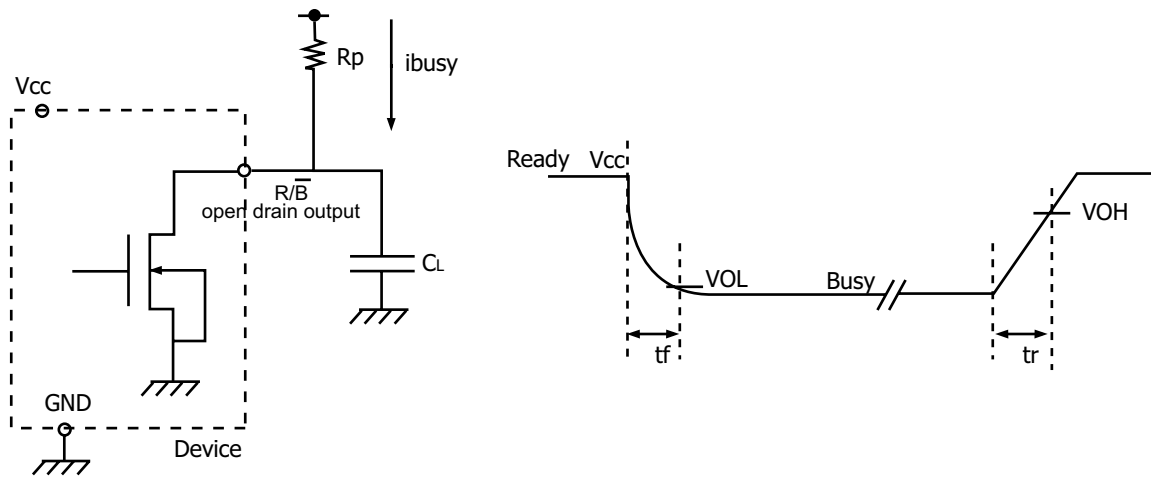 Rp
ibusy
Vcc
R/B̅
open drain output
CL
GND
Device
Ready Vcc
VOH
VOL
Busy
tf
tr